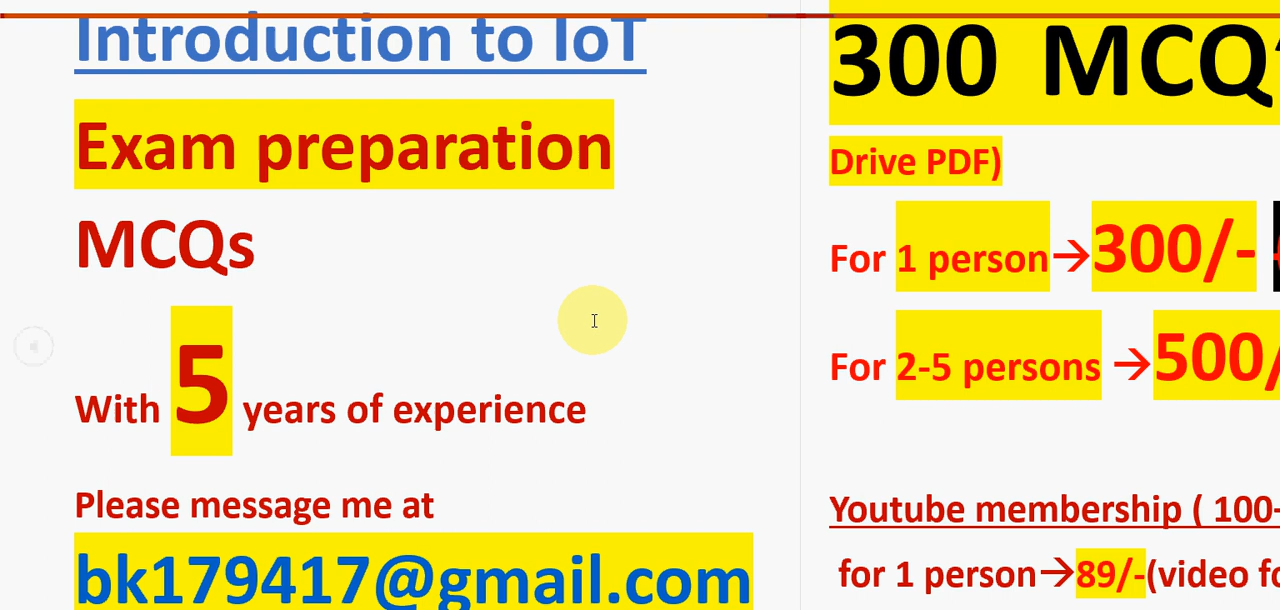 Introduction to IoT
Exam preparation
MCQs
With 5 years of experience
Please message me at
bk179417@gmail.com
300 MCQ
Drive PDF)
For 1 person→300/-
For 2-5 persons →500/
Youtube membership ( 100-
for 1 person→89/-(video fo